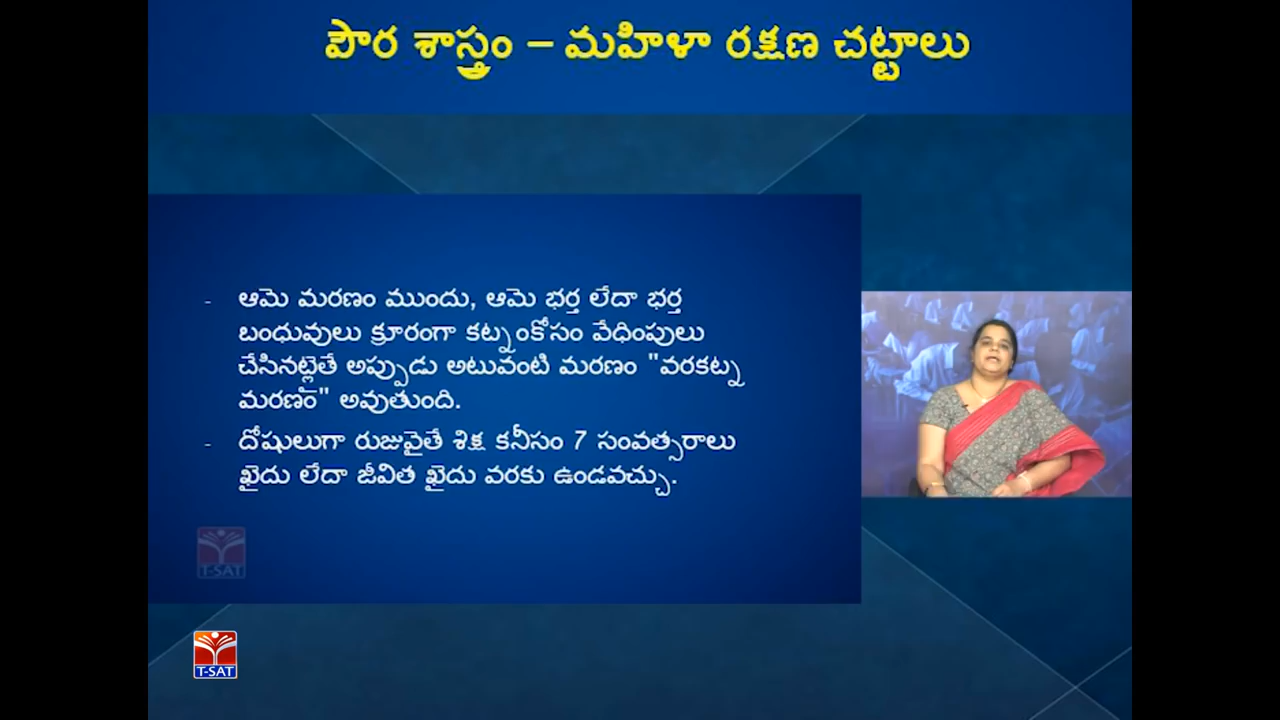 పౌర శాస్త్రం – మహిళా రక్షణ చట్టాలు
- ఆమె మరణం ముందు, ఆమె భర్త లేదా భర్త
బంధువులు క్రూరంగా కట్నంకోసం వేధింపులు
చేసినట్లైతే అప్పుడు అటువంటి మరణం "వరకట్న
మరణం" అవుతుంది.
- దోషులుగా రుజువైతే శిక్ష కనీసం 7 సంవత్సరాలు
ఖైదు లేదా జీవిత ఖైదు వరకు ఉండవచ్చు.
T-SAT
T-SAT